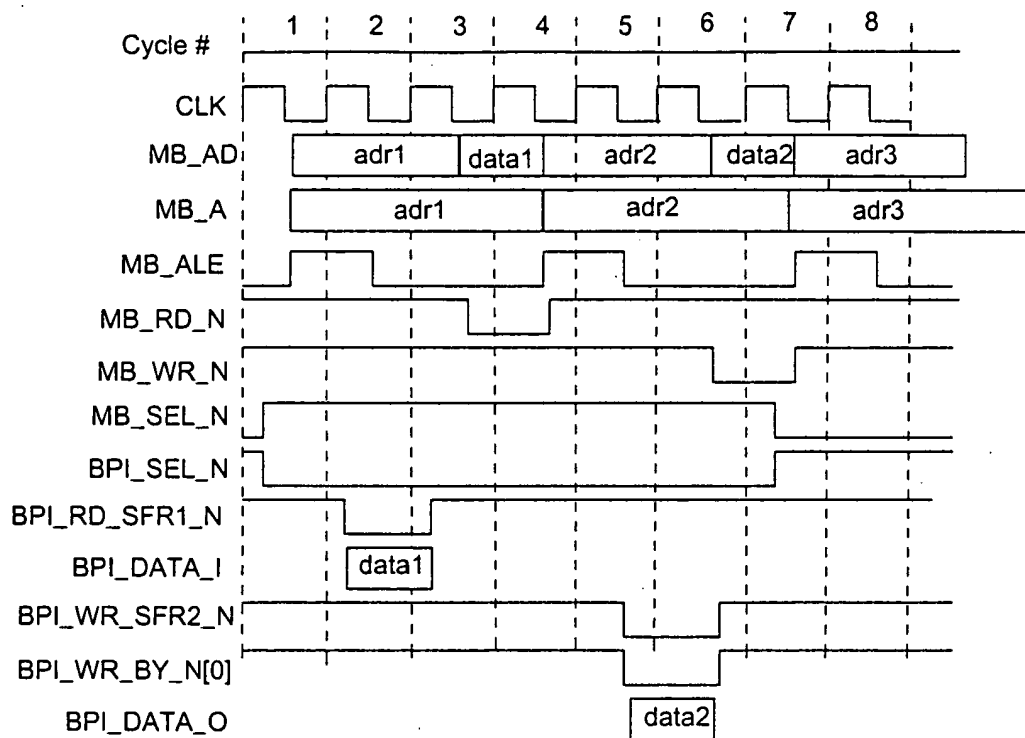 Cycle # 1 2 3 4 5 6 7 8
CLK
MB_AD adr1 data1 adr2 data2 adr3
MB_A adr1 adr2 adr3
MB_ALE
MB_RD_N
MB_WR_N
MB_SEL_N
BPI_SEL_N
BPI_RD_SFR1_N
BPI_DATA_I data1
BPI_WR_SFR2_N
BPI_WR_BY_N[0]
BPI_DATA_O data2